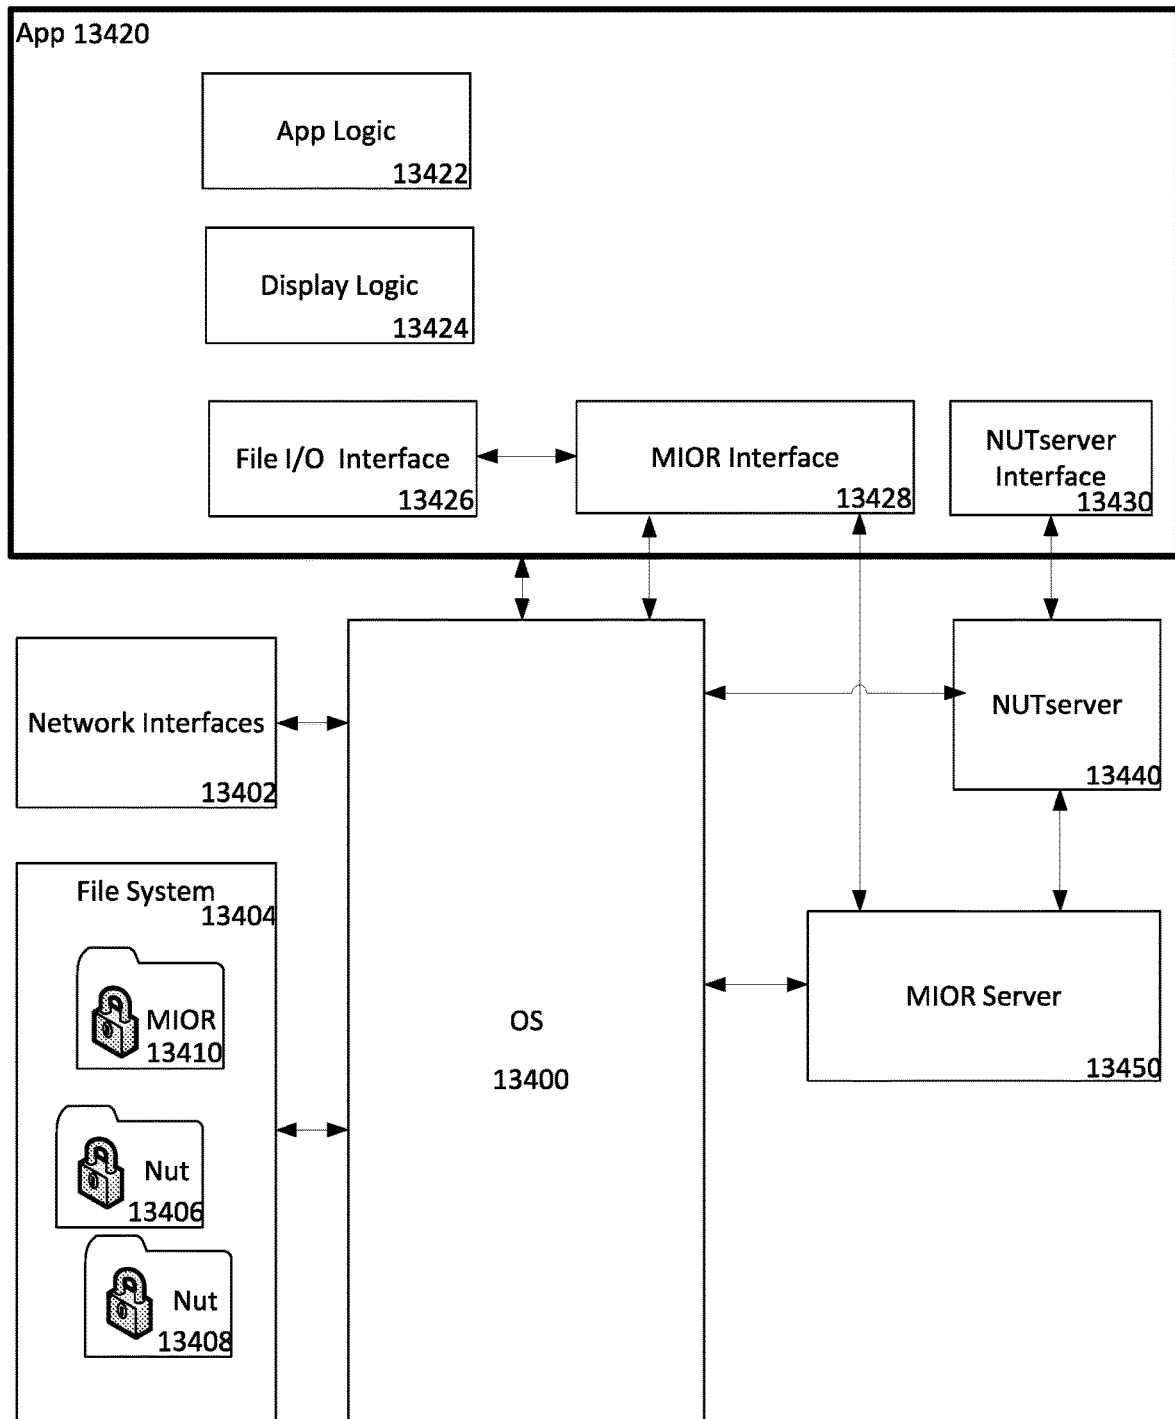 App 13420
App Logic
13422
Display Logic
13424
File I/O Interface
13426
MIOR Interface
13428
NUTserver
Interface
13430
Network Interfaces
13402
NUTserver
13440
File System
13404
MIOR
13410
Nut
13406
Nut
13408
OS
13400
MIOR Server
13450